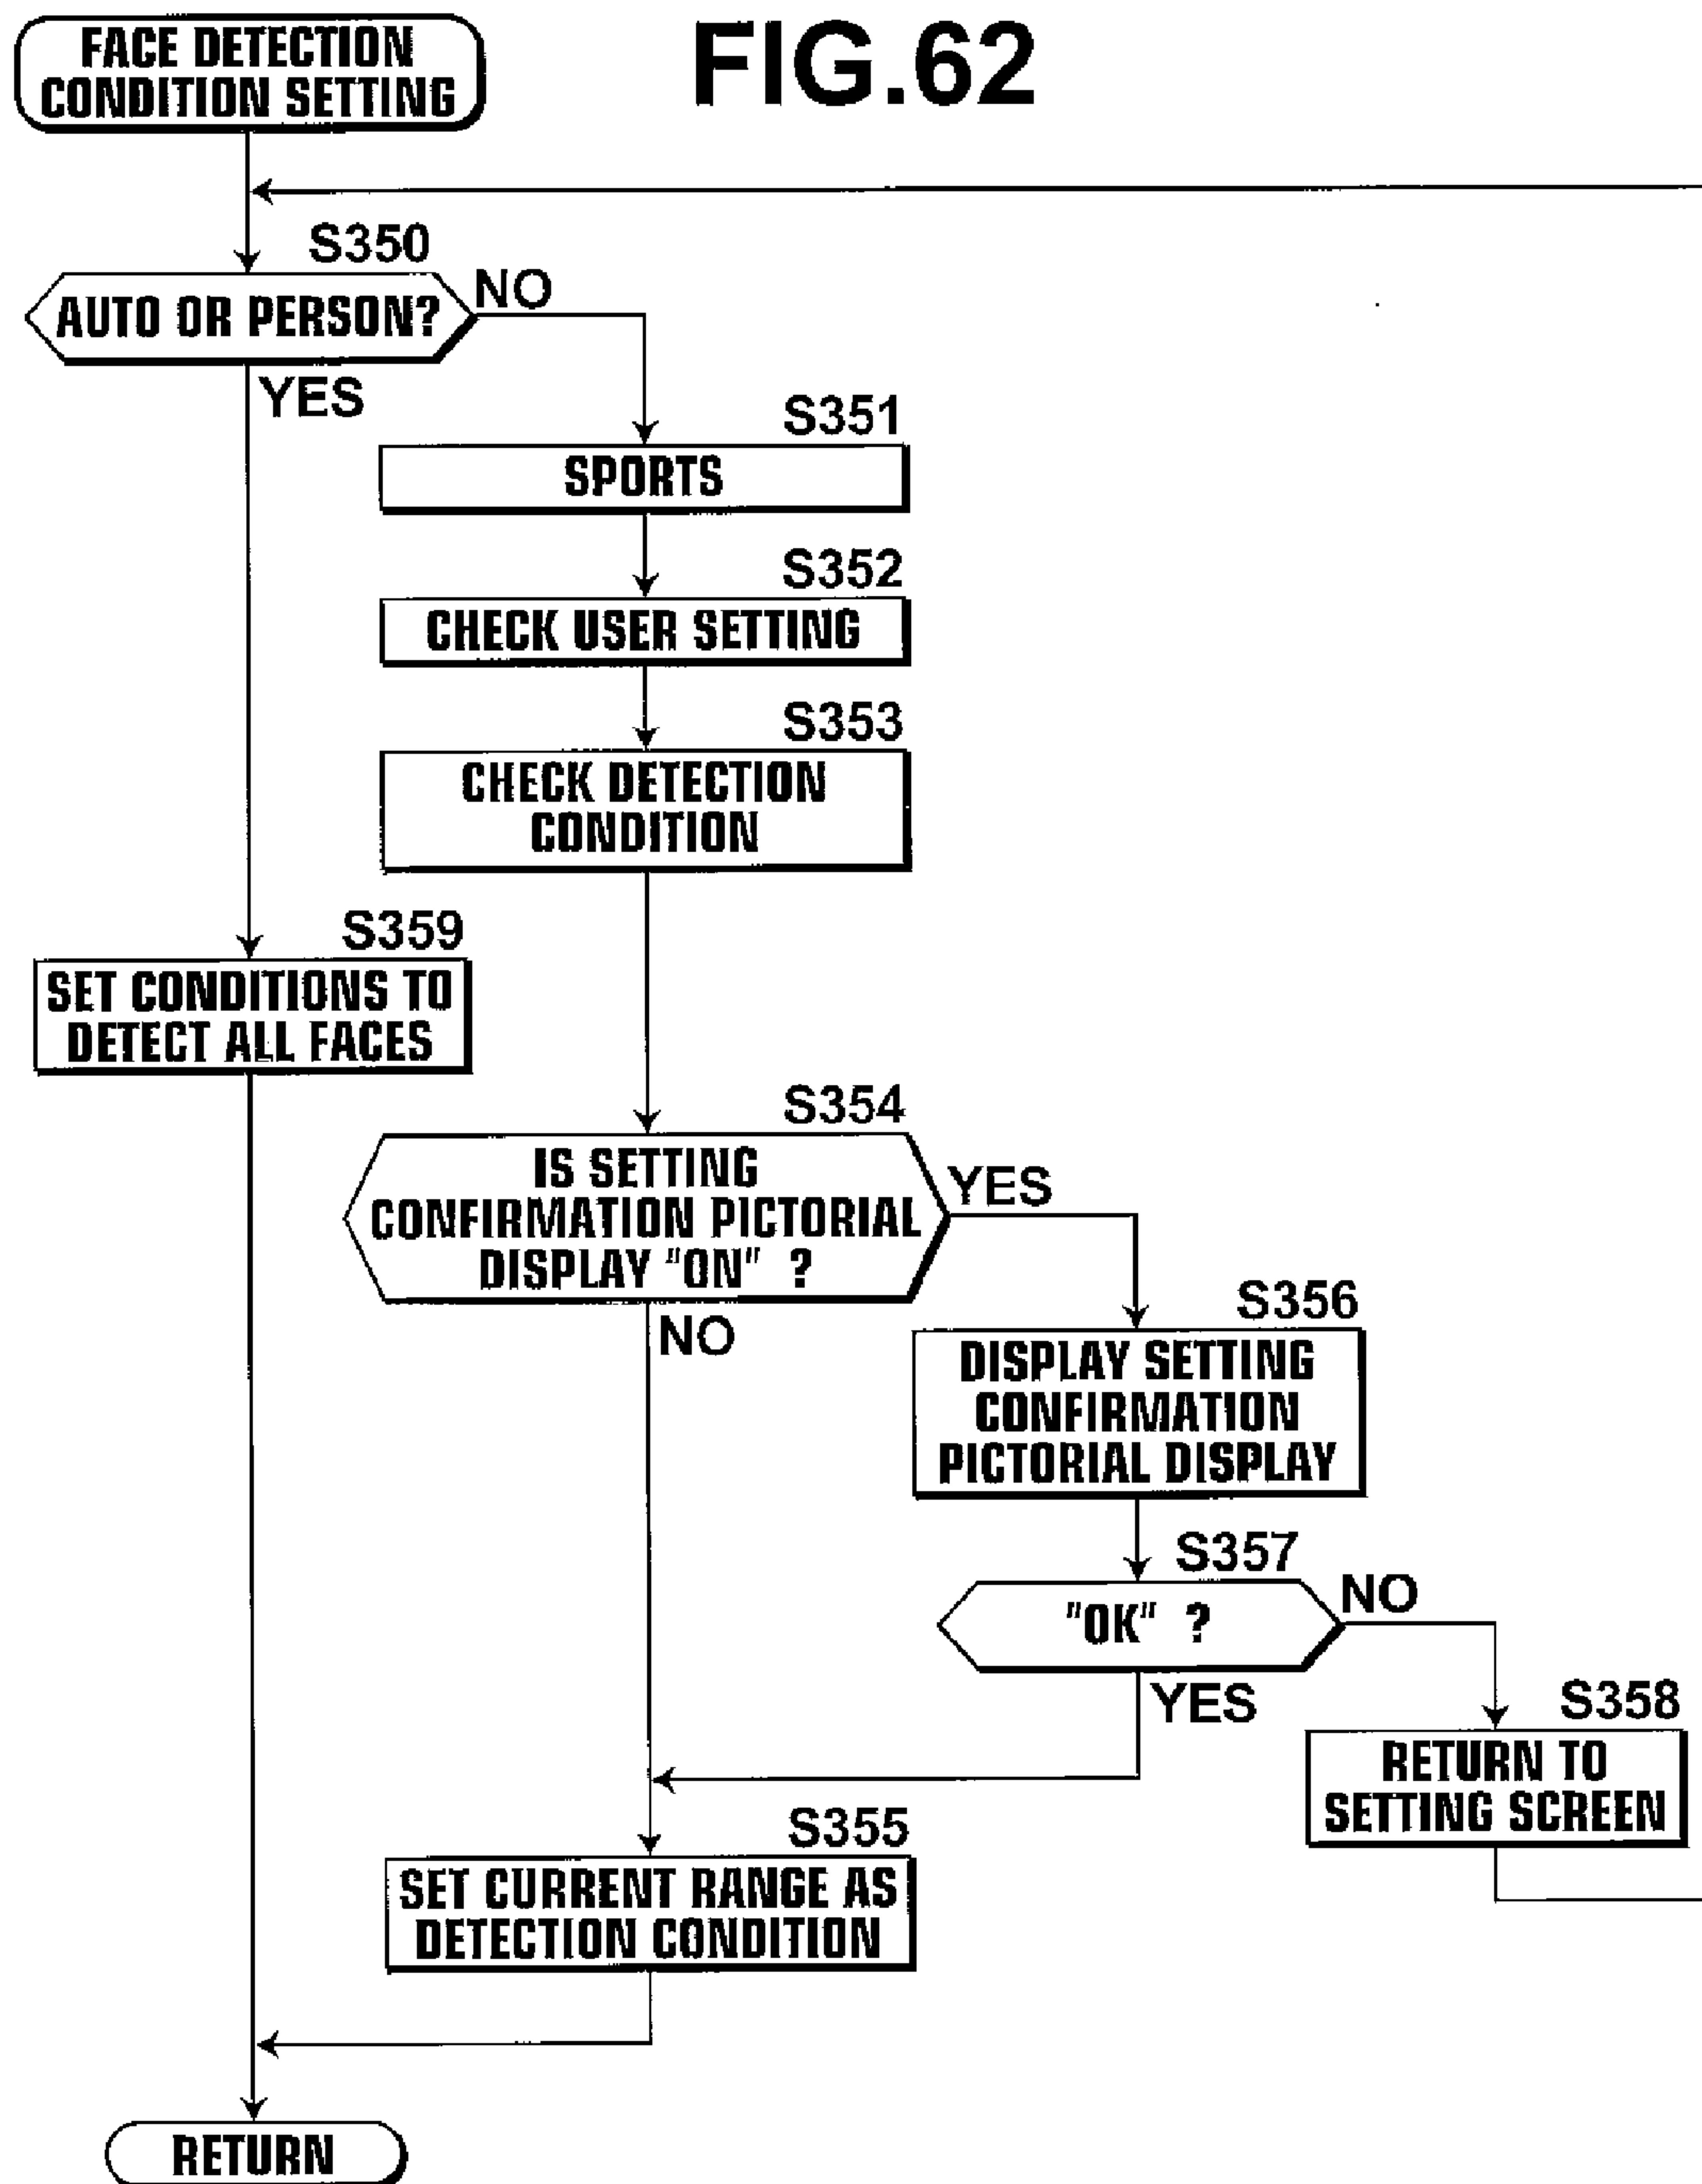 FIG.62
FACE DETECTION
CONDITION SETTING
S350
AUTO OR PERSON?
NO
YES
S351
SPORTS
S352
CHECK USER SETTING
S353
CHECK DETECTION
CONDITION
S359
SET CONDITIONS TO
DETECT ALL FACES
S354
IS SETTING
CONFIRMATION PICTORIAL
DISPLAY "ON" ?
YES
NO
S356
DISPLAY SETTING
CONFIRMATION
PICTORIAL DISPLAY
S357
"OK" ?
NO
YES
S358
RETURN TO
SETTING SCREEN
S355
SET CURRENT RANGE AS
DETECTION CONDITION
RETURN